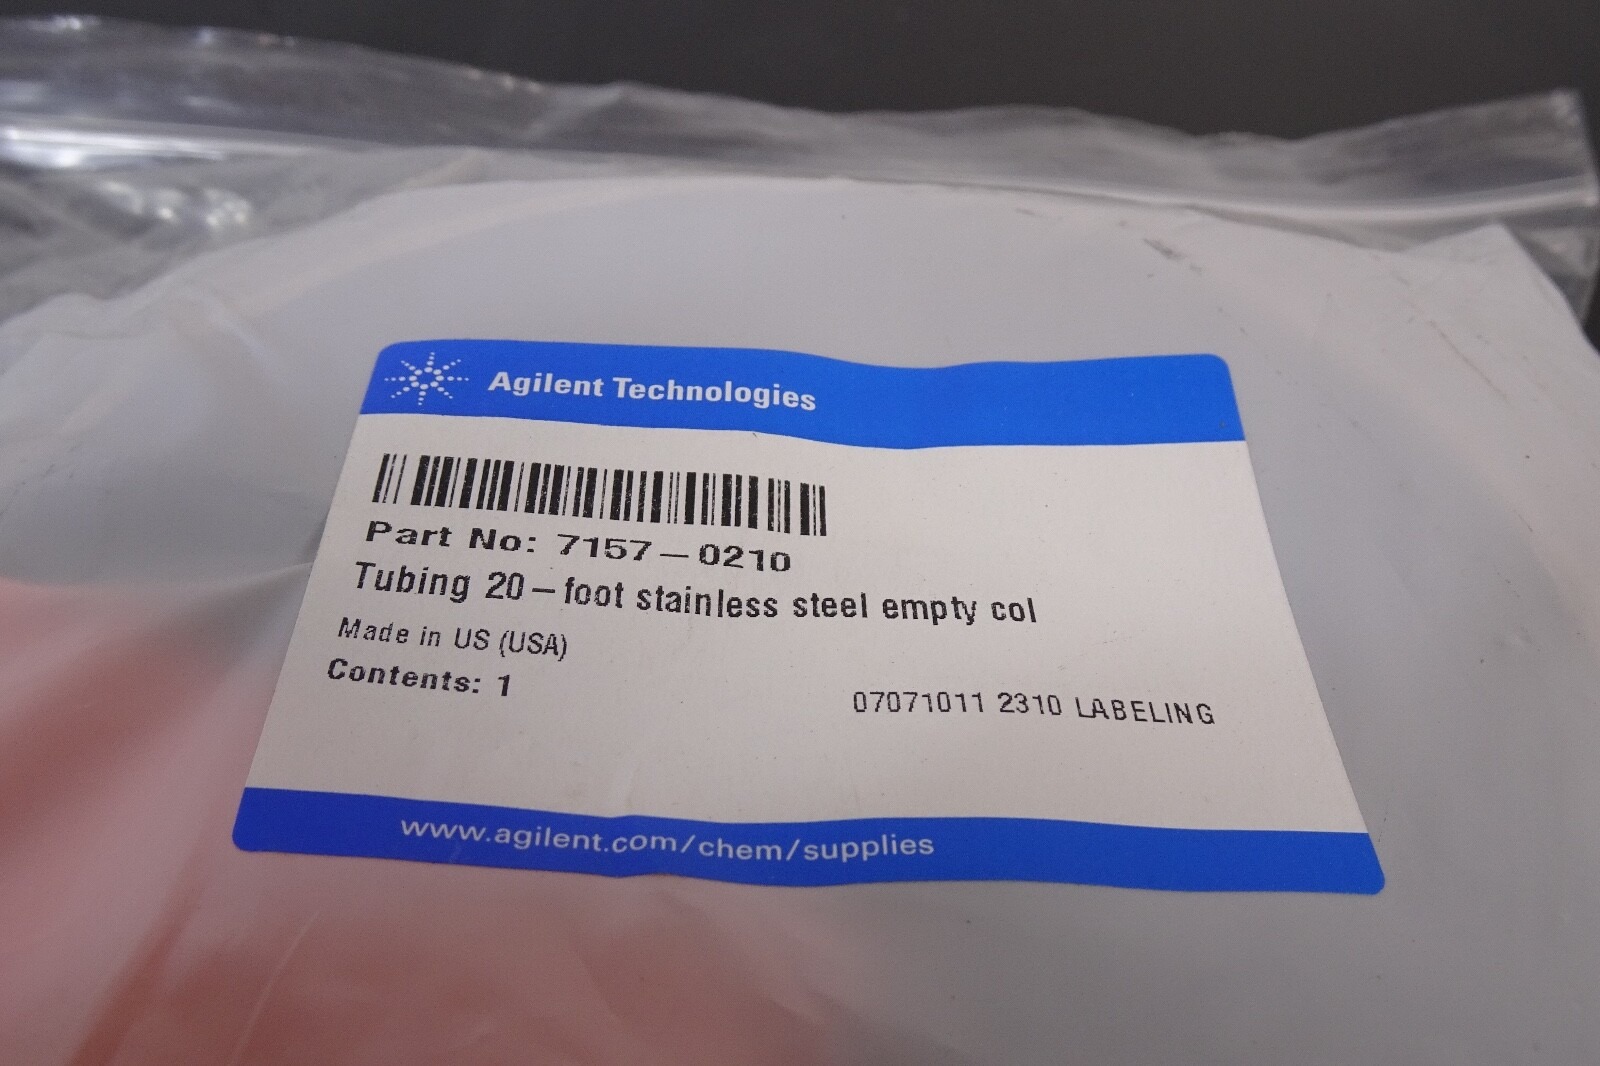 Agilent Technologies
Part No: 7157-0210
Tubing 20-foot stainless steel empty col
Made in US (USA)
Contents: 1
07071011 2310 LABELING
www.agilent.com/chem/supplies